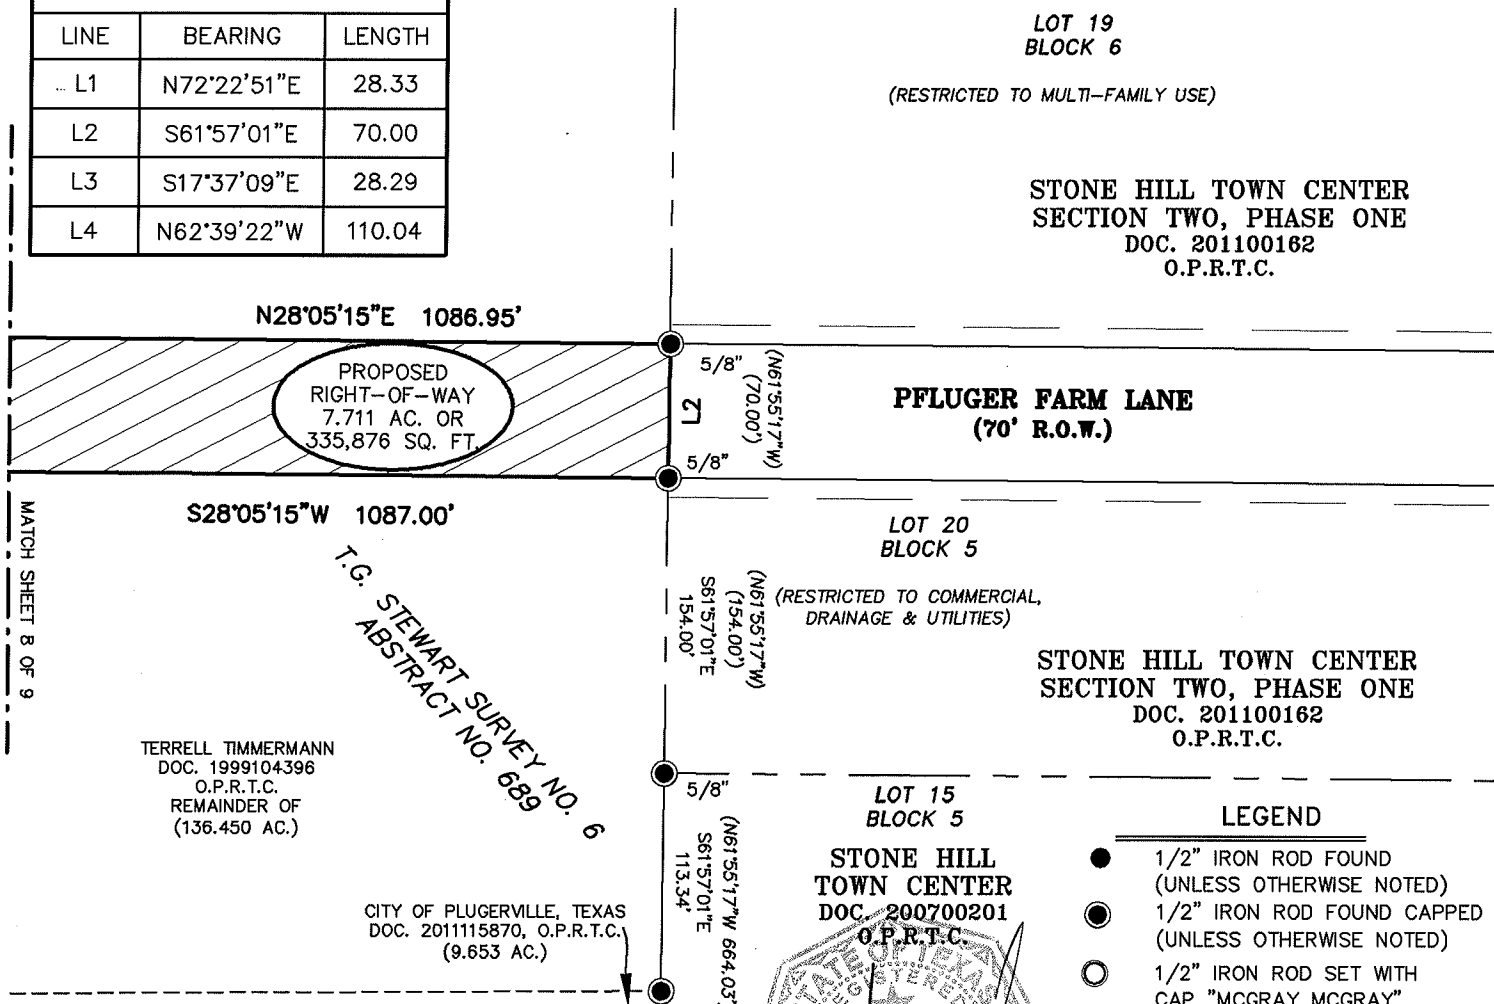 LINE BEARING LENGTH
L1 N72°22'51"E 28.33
L2 S61°57'01"E 70.00
L3 S17°37'09"E 28.29
L4 N62°39'22"W 110.04
LOT 19
BLOCK 6
(RESTRICTED TO MULTI-FAMILY USE)
STONE HILL TOWN CENTER
SECTION TWO, PHASE ONE
DOC. 201100162
O.P.R.T.C.
N28°05'15"E 1086.95'
PROPOSED
RIGHT-OF-WAY
7.711 AC. OR
335,876 SQ. FT.
5/8"
L2
(N61°55'17"W)
(70.00')
5/8"
PFLUGER FARM LANE
(70' R.O.W.)
S28°05'15"W 1087.00'
MATCH SHEET 8 OF 9
T.G. STEWART SURVEY NO. 6
ABSTRACT NO. 689
LOT 20
BLOCK 5
(RESTRICTED TO COMMERCIAL,
DRAINAGE & UTILITIES)
(N61°55'17"W)
(154.00')
S61°57'01"E
154.00'
STONE HILL TOWN CENTER
SECTION TWO, PHASE ONE
DOC. 201100162
O.P.R.T.C.
TERRELL TIMMERMANN
DOC. 1999104396
O.P.R.T.C.
REMAINDER OF
(136.450 AC.)
5/8"
(N61°55'17"W 664.03'
S61°57'01"E
113.34'
LOT 15
BLOCK 5
STONE HILL
TOWN CENTER
DOC. 200700201
O.P.R.T.C.
CITY OF PLUGERVILLE, TEXAS
DOC. 2011115870, O.P.R.T.C.
(9.653 AC.)
LEGEND
1/2" IRON ROD FOUND
(UNLESS OTHERWISE NOTED)
1/2" IRON ROD FOUND CAPPED
(UNLESS OTHERWISE NOTED)
1/2" IRON ROD SET WITH
CAP "MCGRAY MCGRAY"
STATE OF TEXAS